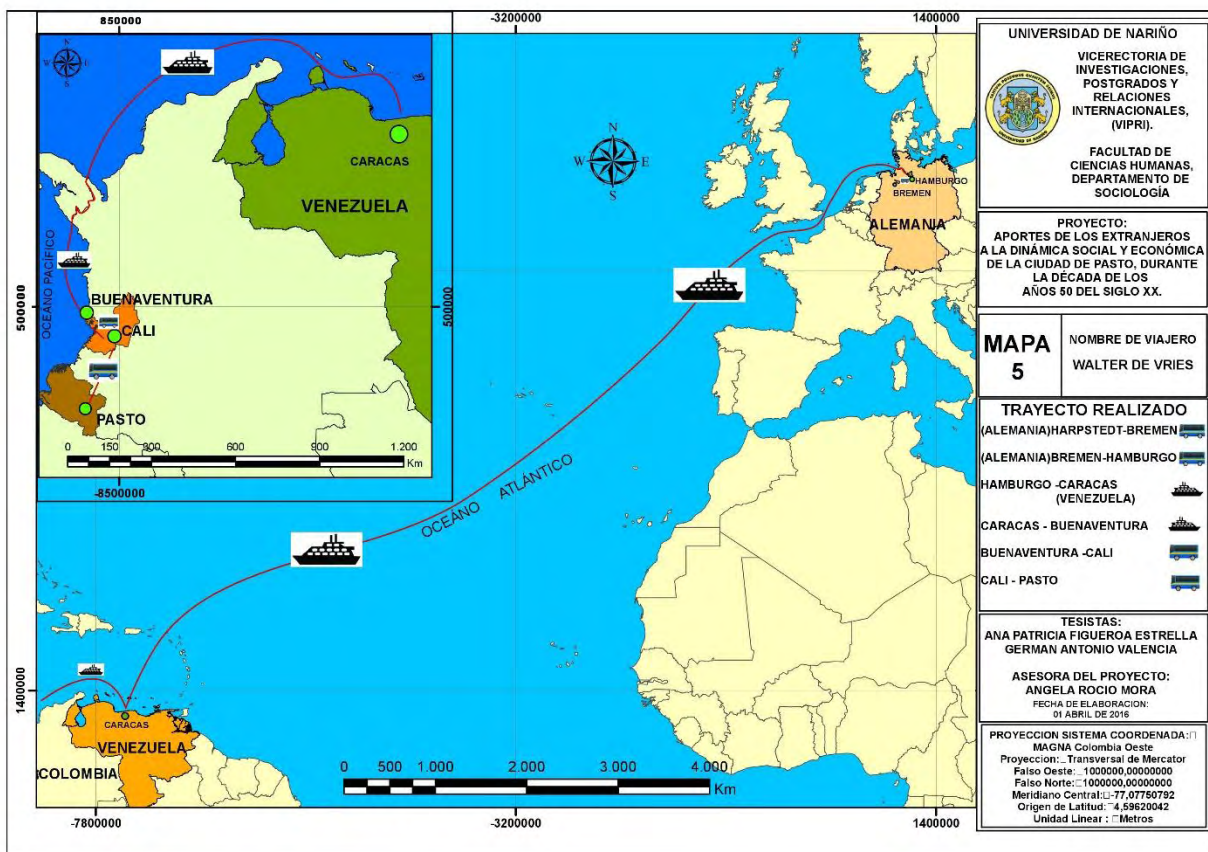 850000
-3200000
1400000
N
W E
S
CARACAS
VENEZUELA
OCEÁNO PACÍFICO
BUENAVENTURA
CALI
PASTO
0 150 300 600 900 1.200
Km
500000
500000
-8500000
N
W E
S
HAMBURGO
BREMEN
ALEMANIA
OCEÁNO ATLÁNTICO
CARACAS
VENEZUELA
COLOMBIA
0 500 1.000 2.000 3.000 4.000
Km
1400000
-7800000
-3200000
1400000
UNIVERSIDAD DE NARIÑO
VICERECTORIA DE
INVESTIGACIONES,
POSTGRADOS Y
RELACIONES
INTERNACIONALES,
(VIPRI).
FACULTAD DE
CIENCIAS HUMANAS,
DEPARTAMENTO DE
SOCIOLOGÍA
PROYECTO:
APORTES DE LOS EXTRANJEROS
A LA DINÁMICA SOCIAL Y ECONÓMICA
DE LA CIUDAD DE PASTO, DURANTE
LA DÉCADA DE LOS
AÑOS 50 DEL SIGLO XX.
MAPA
5
NOMBRE DE VIAJERO
WALTER DE VRIES
TRAYECTO REALIZADO
(ALEMANIA)HARPSTEDT-BREMEN
(ALEMANIA)BREMEN-HAMBURGO
HAMBURGO -CARACAS
(VENEZUELA)
CARACAS - BUENAVENTURA
BUENAVENTURA -CALI
CALI - PASTO
TESISTAS:
ANA PATRICIA FIGUEROA ESTRELLA
GERMAN ANTONIO VALENCIA
ASESORA DEL PROYECTO:
ANGELA ROCIO MORA
FECHA DE ELABORACION:
01 ABRIL DE 2016
PROYECCION SISTEMA COORDENADA:□
MAGNA Colombia Oeste
Proyeccion:_Transversal de Mercator
Falso Oeste:_1000000,00000000
Falso Norte:□1000000,00000000
Meridiano Central:□-77,07750792
Origen de Latitud:¯4,59620042
Unidad Linear : □Metros